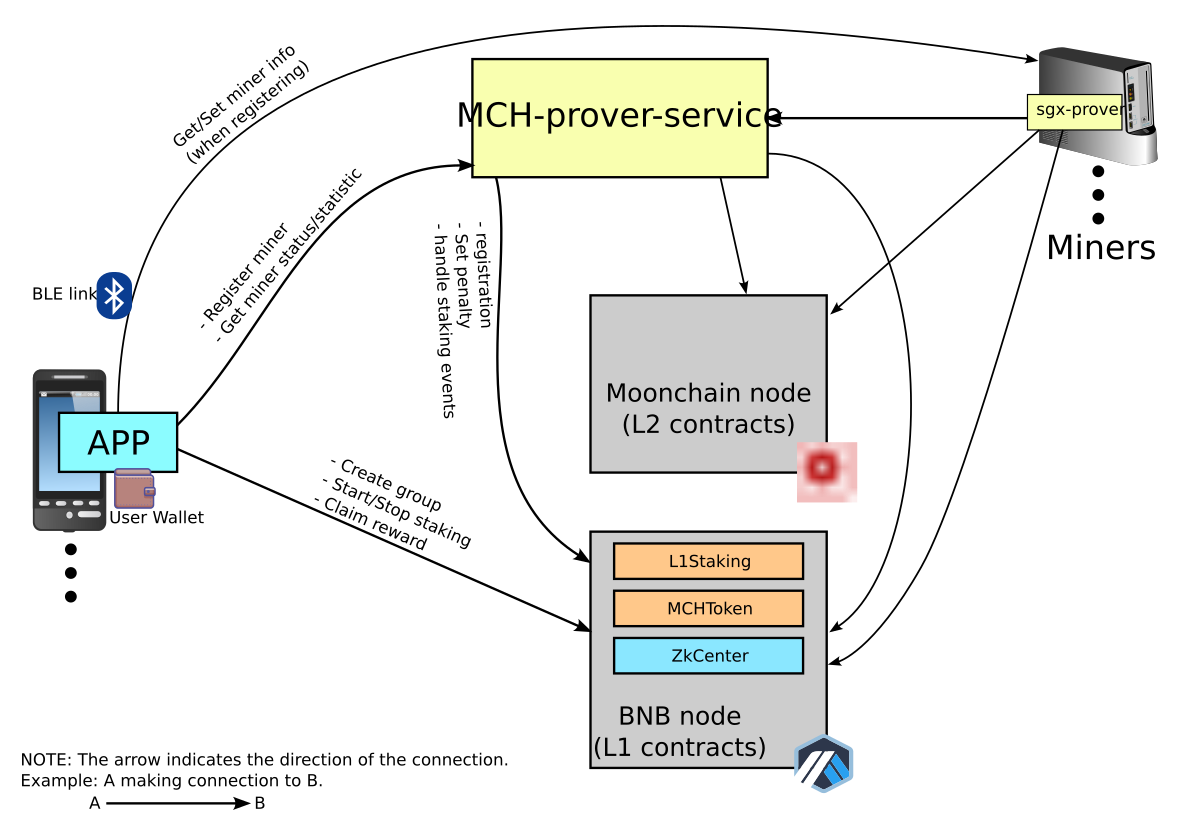 Get/Set miner info
(when registering)
MCH-prover-service
sgx-prover
Miners
- Register miner
- Get miner status/statistic
- registration
- Set penalty
- handle staking events
BLE link
Moonchain node
(L2 contracts)
APP
User Wallet
- Create group
- Start/Stop staking
- Claim reward
L1Staking
MCHToken
ZkCenter
BNB node
(L1 contracts)
NOTE: The arrow indicates the direction of the connection.
Example: A making connection to B.
A B